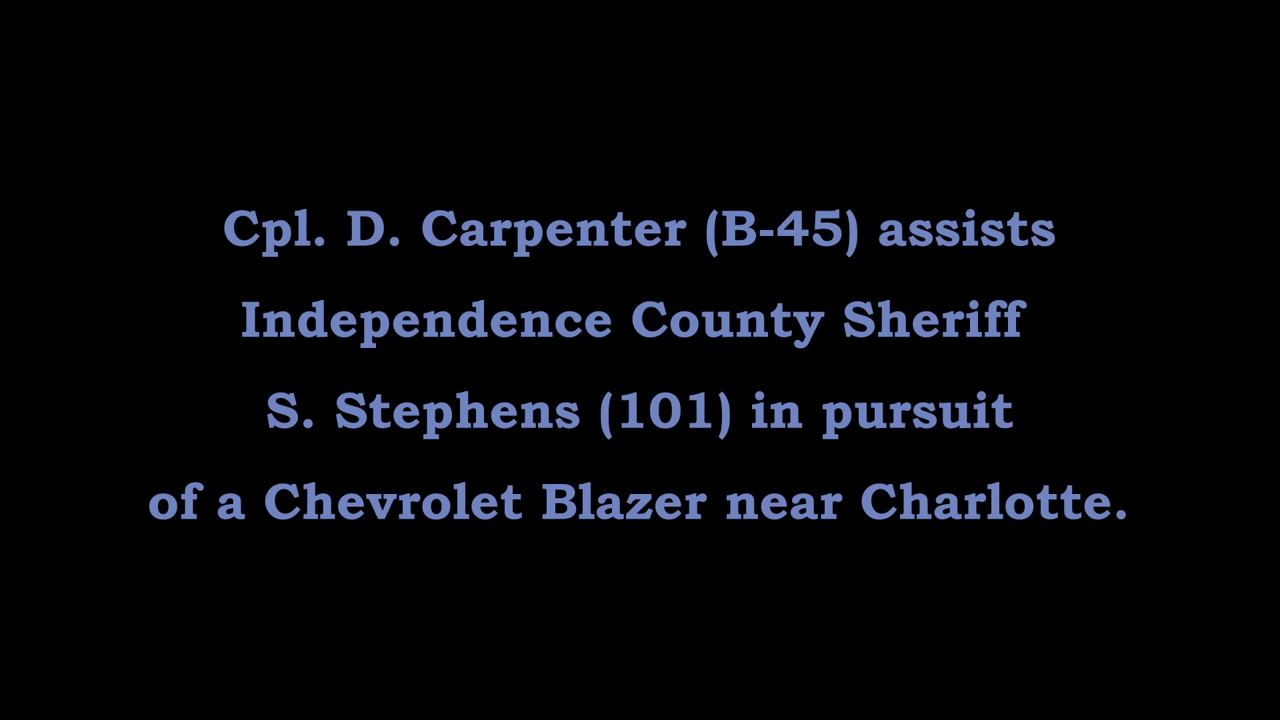 Cpl. D. Carpenter (B-45) assists
Independence County Sheriff
S. Stephens (101) in pursuit
of a Chevrolet Blazer near Charlotte.